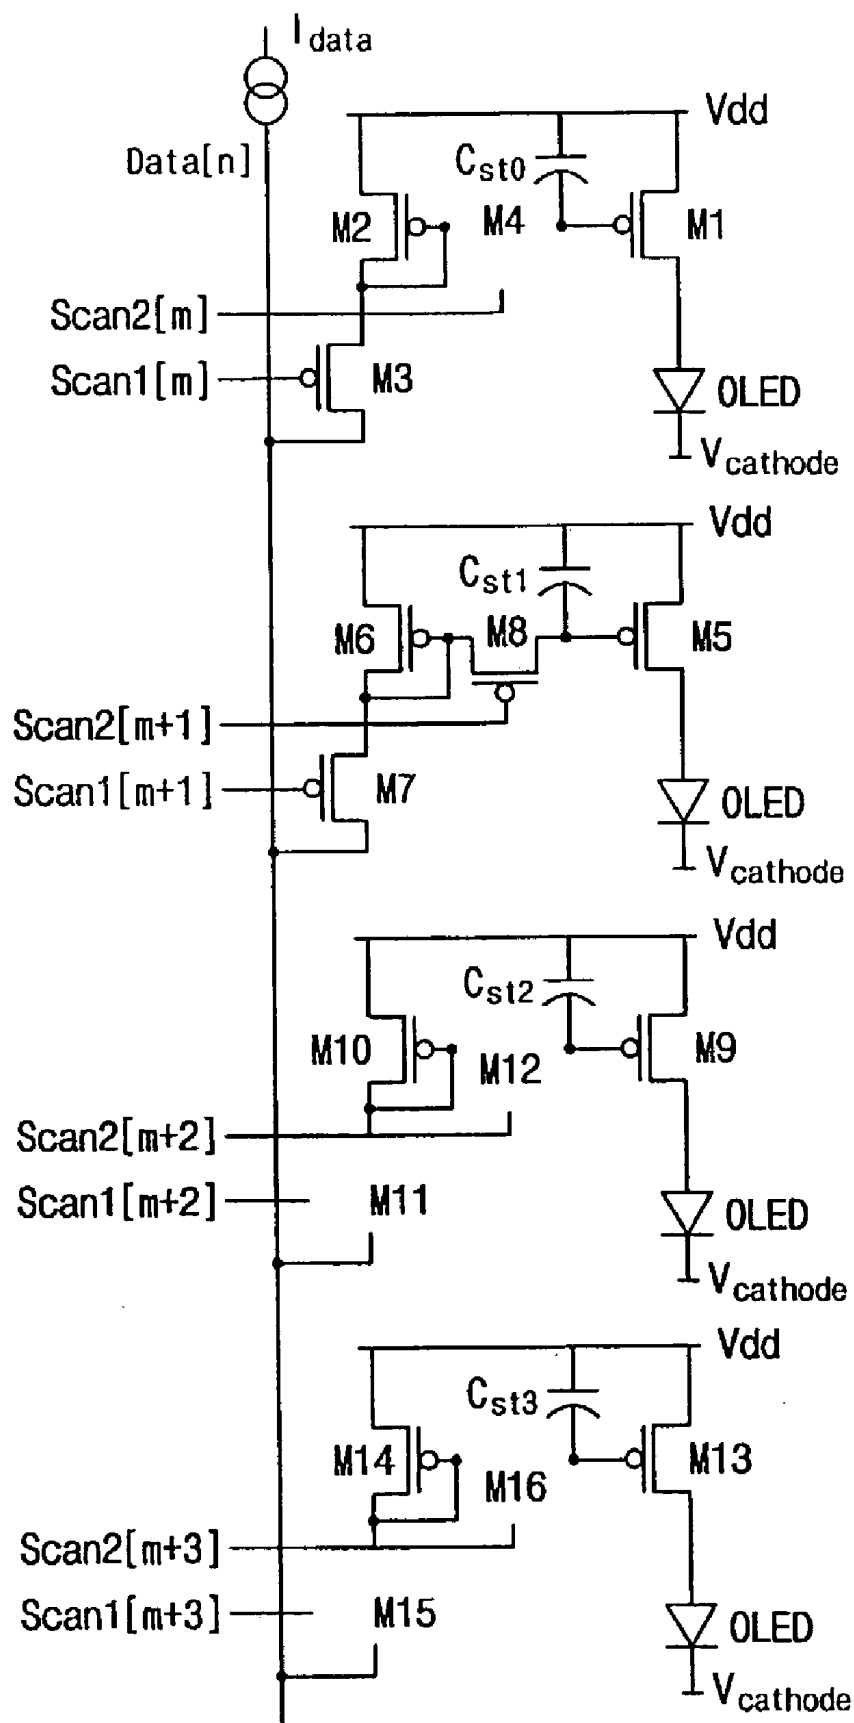 Idata
Vdd
Data[n]
Cst0
M2
M4
M1
Scan2[m]
Scan1[m]
M3
OLED
Vcathode
Vdd
Cst1
M6
M8
M5
Scan2[m+1]
Scan1[m+1]
M7
OLED
Vcathode
Vdd
Cst2
M10
M12
M9
Scan2[m+2]
Scan1[m+2]
M11
OLED
Vcathode
Vdd
Cst3
M14
M16
M13
Scan2[m+3]
Scan1[m+3]
M15
OLED
Vcathode